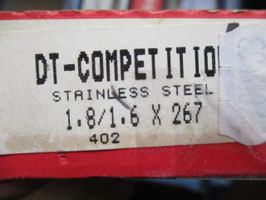 DT-COMPETITIO
STAINLESS STEEL
1.8/1.6 X 267
402